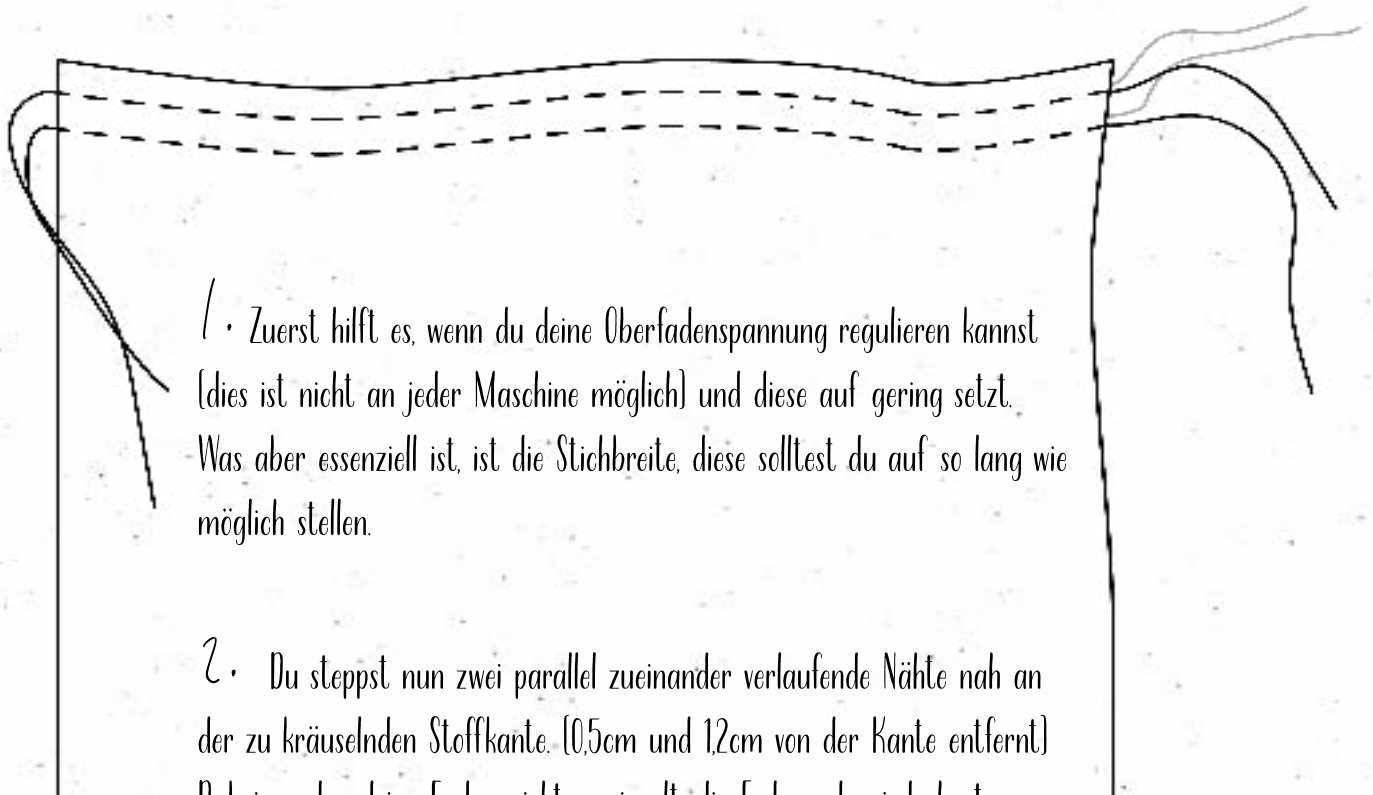 1. Zuerst hilft es, wenn du deine Oberfadenspannung regulieren kannst
(dies ist nicht an jeder Maschine möglich) und diese auf gering setzt.
Was aber essenziell ist, ist die Stichbreite, diese solltest du auf so lang wie
möglich stellen.
2. Du steppst nun zwei parallel zueinander verlaufende Nähte nah an
der zu kräuselnden Stoffkante. (0,5cm und 1,2cm von der Kante entfernt)